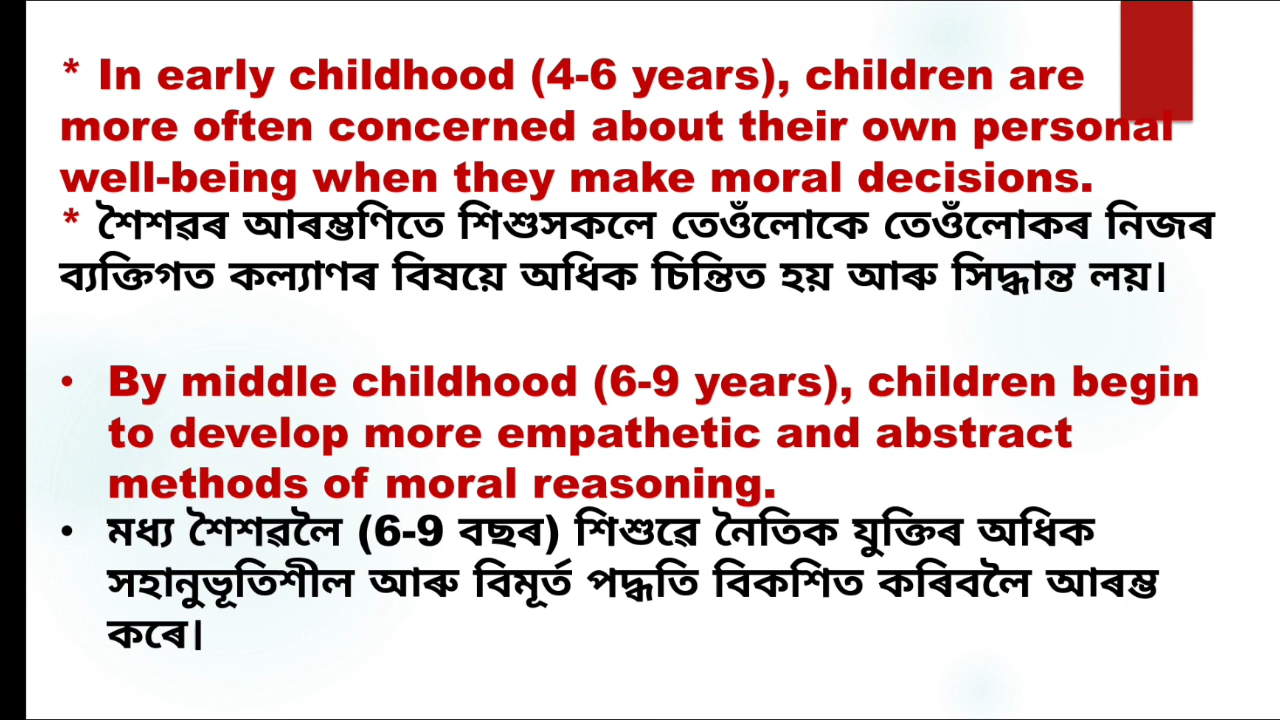 * In early childhood (4-6 years), children are
more often concerned about their own personal
well-being when they make moral decisions.
* শৈশৱৰ আৰম্ভণিতে শিশুসকলে তেওঁলোকে তেওঁলোকৰ নিজৰ
ব্যক্তিগত কল্যাণৰ বিষয়ে অধিক চিন্তিত হয় আৰু সিদ্ধান্ত লয়।
• By middle childhood (6-9 years), children begin
to develop more empathetic and abstract
methods of moral reasoning.
• মধ্য শৈশৱলৈ (6-9 বছৰ) শিশুৱে নৈতিক যুক্তিৰ অধিক
সহানুভূতিশীল আৰু বিমূৰ্ত পদ্ধতি বিকশিত কৰিবলৈ আৰম্ভ
কৰে।